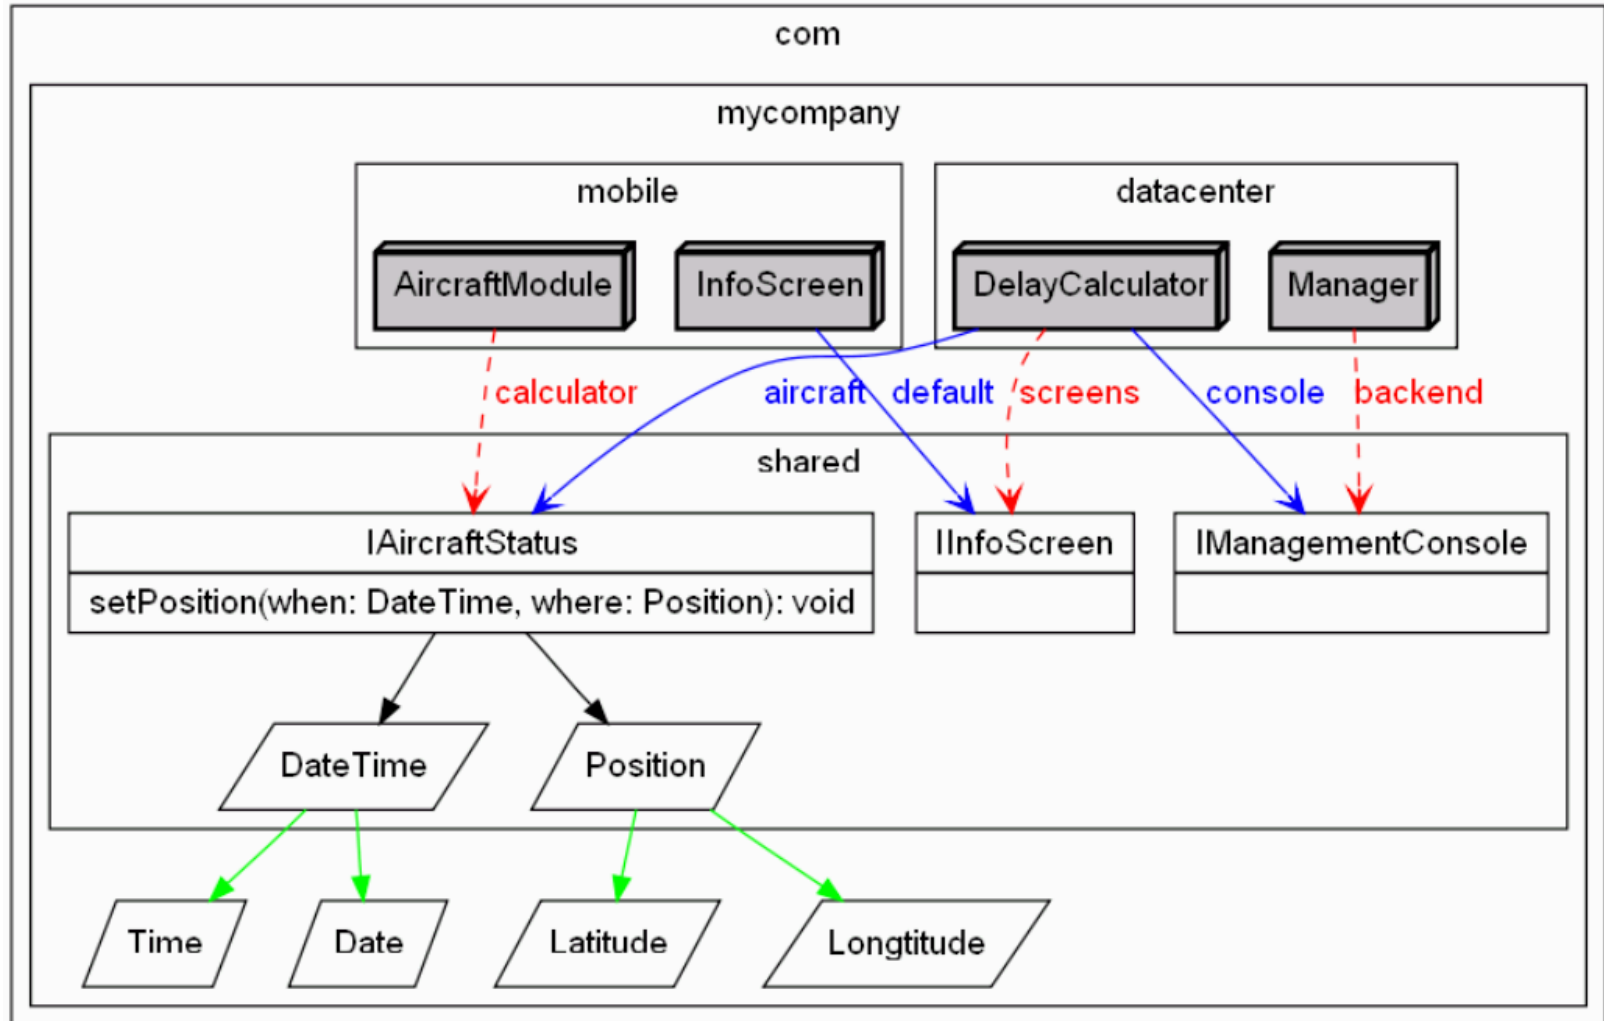 com
mycompany
mobile
datacenter
AircraftModule
InfoScreen
DelayCalculator
Manager
calculator
aircraft
default
screens
console
backend
shared
IAircraftStatus
IInfoScreen
IManagementConsole
setPosition(when: DateTime, where: Position): void
DateTime
Position
Time
Date
Latitude
Longtitude